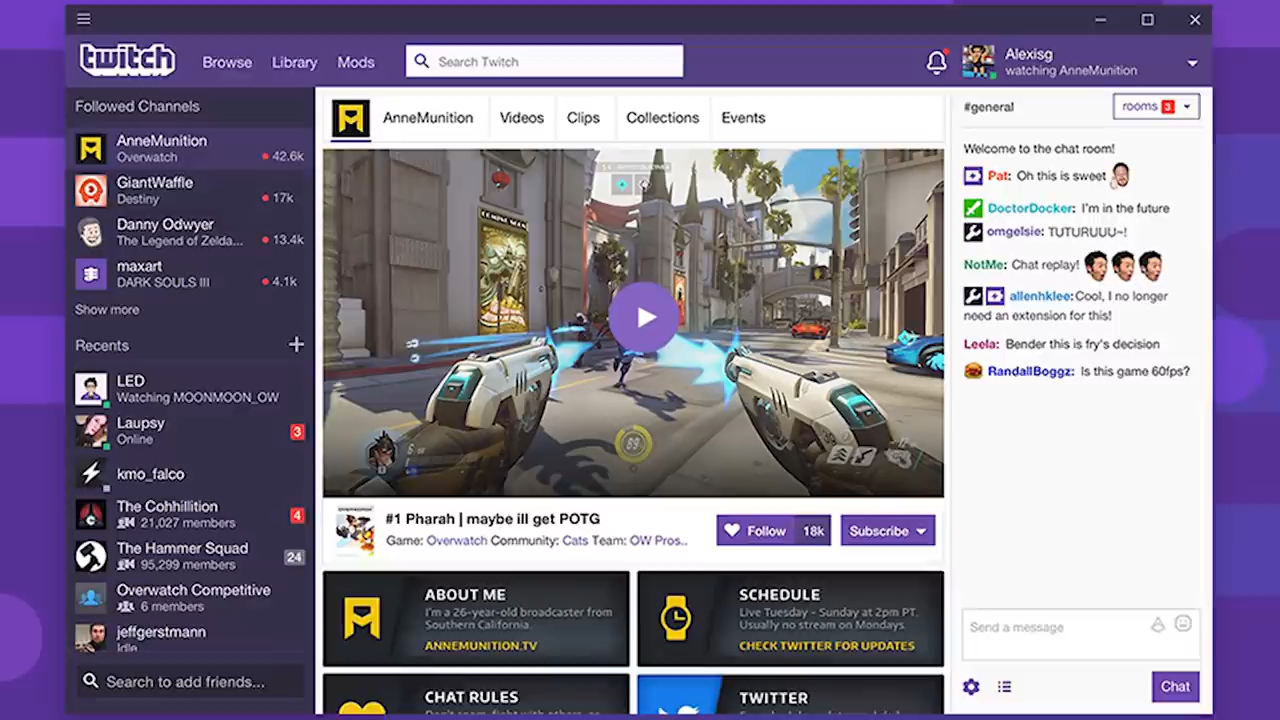 twitch
Browse
Library
Mods
Search Twitch
Alexisg
watching AnneMunition
Followed Channels
AnneMunition
Overwatch
42.6k
GiantWaffle
Destiny
17k
Danny Odwyer
The Legend of Zelda...
13.4k
maxart
DARK SOULS III
4.1k
Show more
Recents
LED
Watching MOONMOON_OW
Laupsy
Online
3
kmo_falco
The Cohhilition
21,027 members
4
The Hammer Squad
95,299 members
24
Overwatch Competitive
6 members
jeffgerstmann
Idle
Search to add friends...
AnneMunition
Videos
Clips
Collections
Events
COMING SOON
89
#1 Pharah | maybe ill get POTG
Game: Overwatch Community: Cats Team: OW Pros..
Follow 18k
Subscribe
ABOUT ME
I'm a 26-year-old broadcaster from
Southern California.
ANNEMUNITION.TV
SCHEDULE
Live Tuesday - Sunday at 2pm PT.
Usually no stream on Mondays.
CHECK TWITTER FOR UPDATES
CHAT RULES
TWITTER
#general
rooms 3
Welcome to the chat room!
Pat: Oh this is sweet
DoctorDocker: I'm in the future
omgelsie: TUTURUUU~!
NotMe: Chat replay!
allenhklee: Cool, I no longer
need an extension for this!
Leela: Bender this is fry's decision
RandallBoggz: Is this game 60fps?
Send a message
Chat